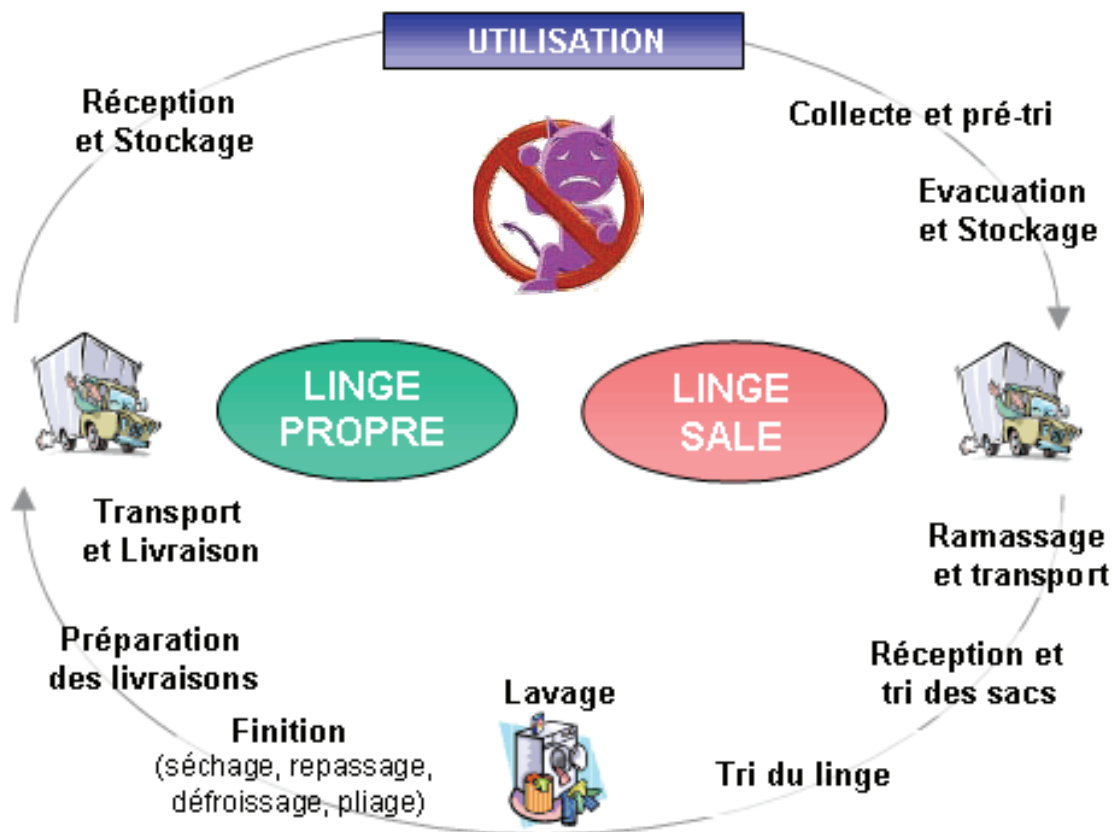 UTILISATION
Réception
et Stockage
Collecte et pré-tri
Evacuation
et Stockage
LINGE
PROPRE
LINGE
SALE
Transport
et Livraison
Ramassage
et transport
Préparation
des livraisons
Réception et
tri des sacs
Lavage
Finition
(séchage, repassage,
défroissage, pliage)
Tri du linge